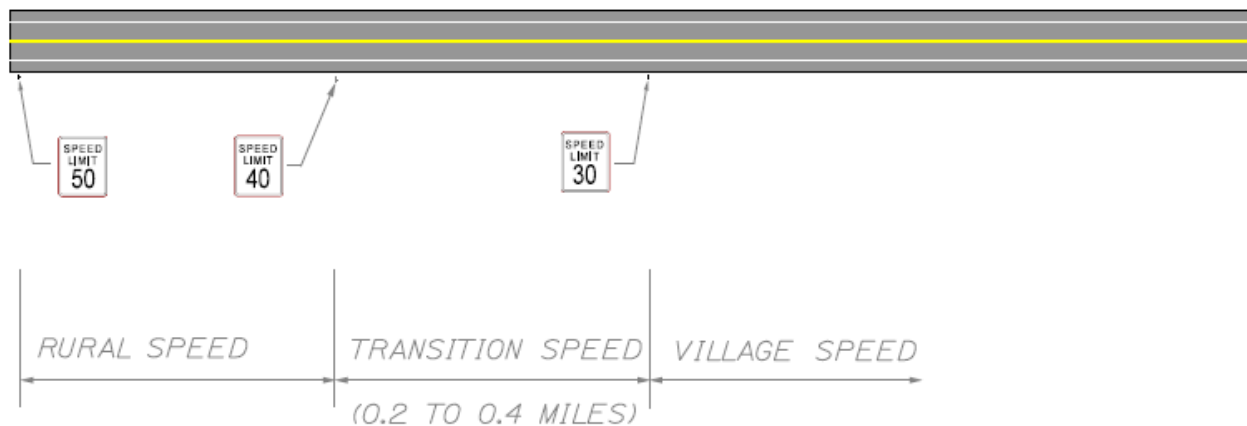 SPEED
LIMIT
50
SPEED
LIMIT
40
SPEED
LIMIT
30
RURAL SPEED
TRANSITION SPEED
(0.2 TO 0.4 MILES)
VILLAGE SPEED